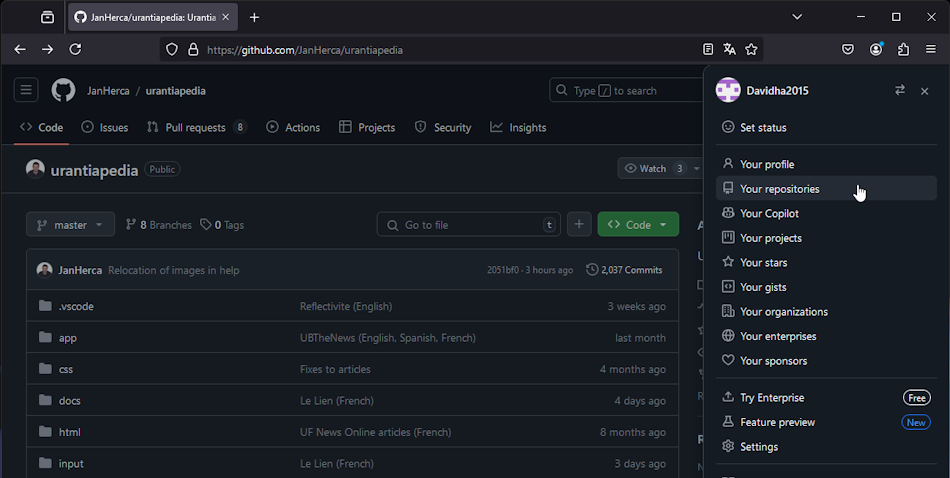 JanHerca/urantiapedia: Urantia
https://github.com/JanHerca/urantiapedia
JanHerca / urantiapedia
Type / to search
Code Issues Pull requests 8 Actions Projects Security Insights
urantiapedia Public
Watch 3
master 8 Branches 0 Tags
Go to file t
Code
JanHerca Relocation of images in help 2051bf0 · 3 hours ago 2,037 Commits
.vscode Reflectivite (English) 3 weeks ago
app UBTheNews (English, Spanish, French) last month
css Fixes to articles 4 months ago
docs Le Lien (French) 4 days ago
html UF News Online articles (French) 8 months ago
input Le Lien (French) 3 days ago
Davidha2015
Set status
Your profile
Your repositories
Your Copilot
Your projects
Your stars
Your gists
Your organizations
Your enterprises
Your sponsors
Try Enterprise Free
Feature preview New
Settings